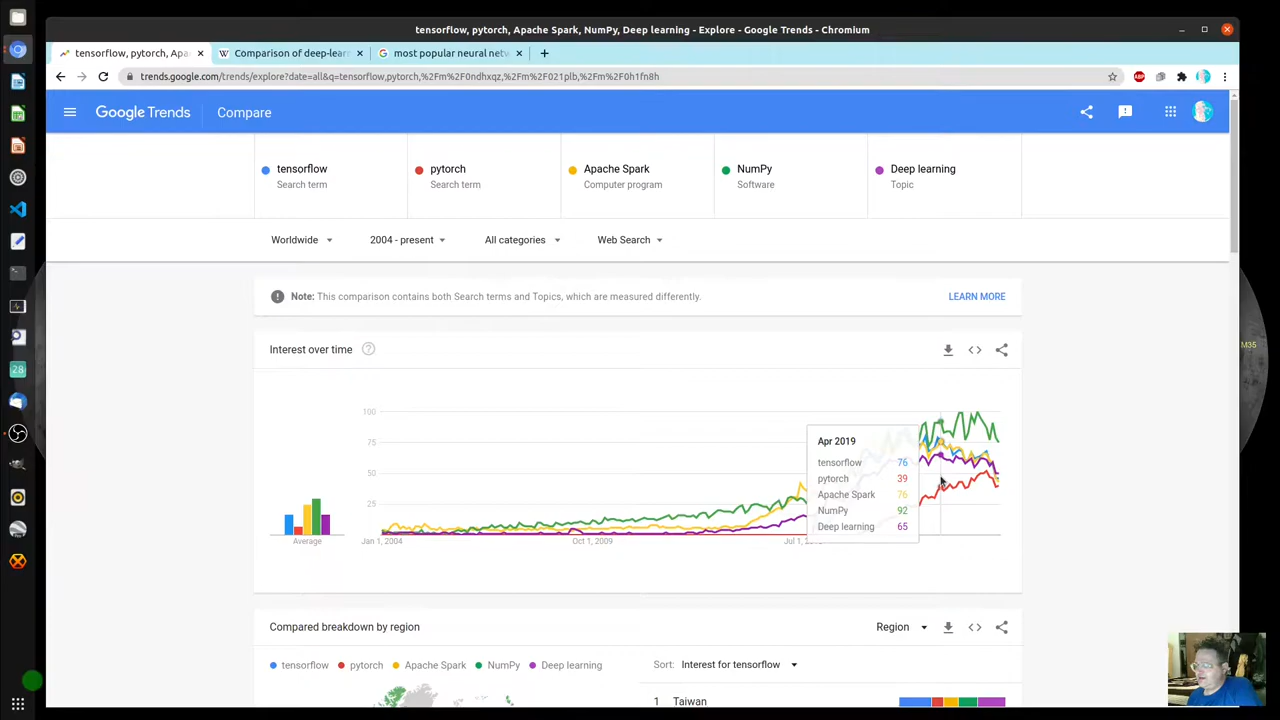 tensorflow, pytorch, Apache Spark, NumPy, Deep learning - Explore - Google Trends - Chromium
tensorflow, pytorch, Apa
Comparison of deep-learn
most popular neural netw
trends.google.com/trends/explore?date=all&q=tensorflow,pytorch,%2Fm%2F0ndhxqz,%2Fm%2F021plb,%2Fm%2F0h1fn8h
ABP
Google Trends
Compare
tensorflow
Search term
pytorch
Search term
Apache Spark
Computer program
NumPy
Software
Deep learning
Topic
Worldwide
2004 - present
All categories
Web Search
Note: This comparison contains both Search terms and Topics, which are measured differently.
LEARN MORE
Interest over time
100
75
50
25
Average
Jan 1, 2004
Oct 1, 2009
Apr 2019
tensorflow 76
pytorch 39
Apache Spark 76
NumPy 92
Deep learning 65
Compared breakdown by region
Region
tensorflow
pytorch
Apache Spark
NumPy
Deep learning
Sort: Interest for tensorflow
1 Taiwan
28
M35